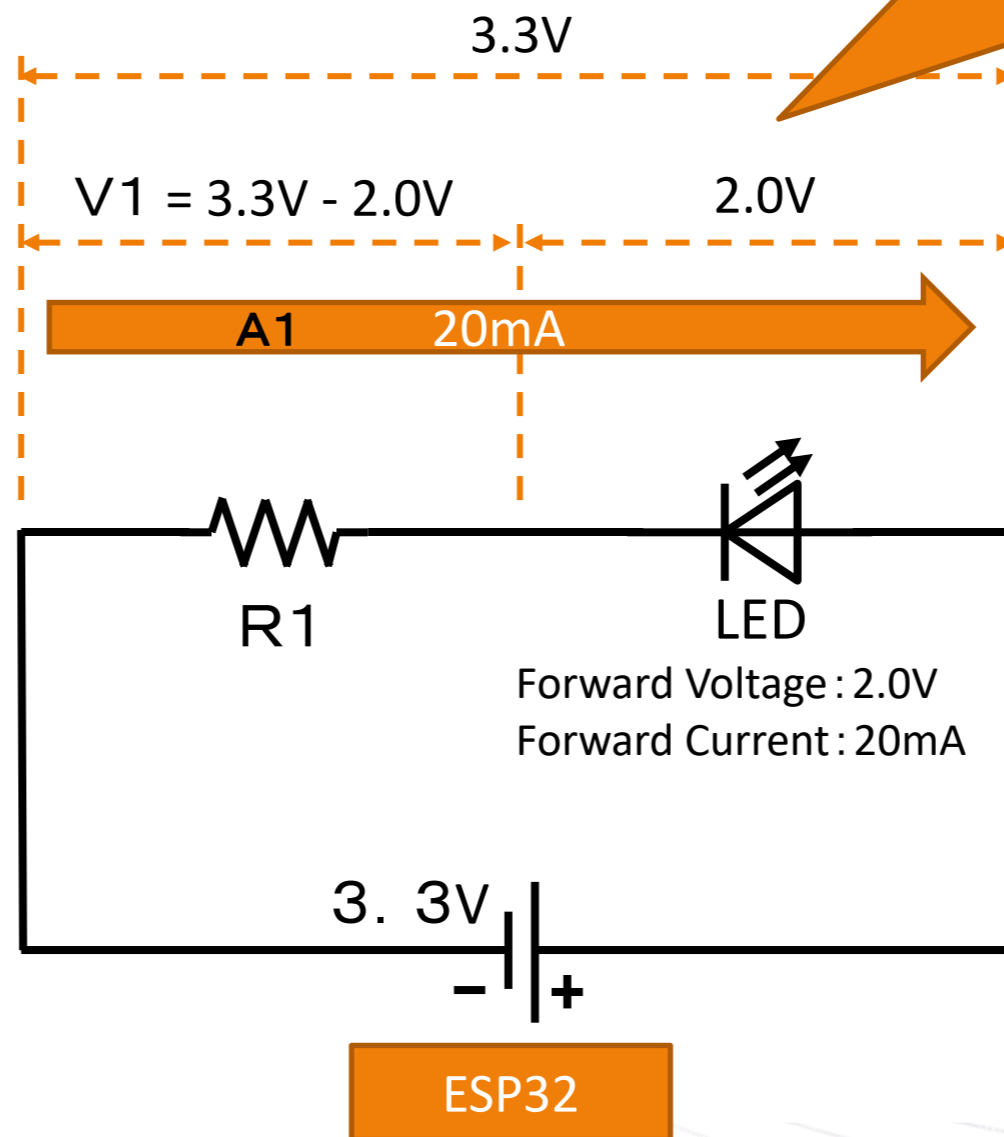 3.3V
V1 = 3.3V - 2.0V
2.0V
A1 20mA
R1
LED
Forward Voltage : 2.0V
Forward Current : 20mA
3. 3V
- +
ESP32